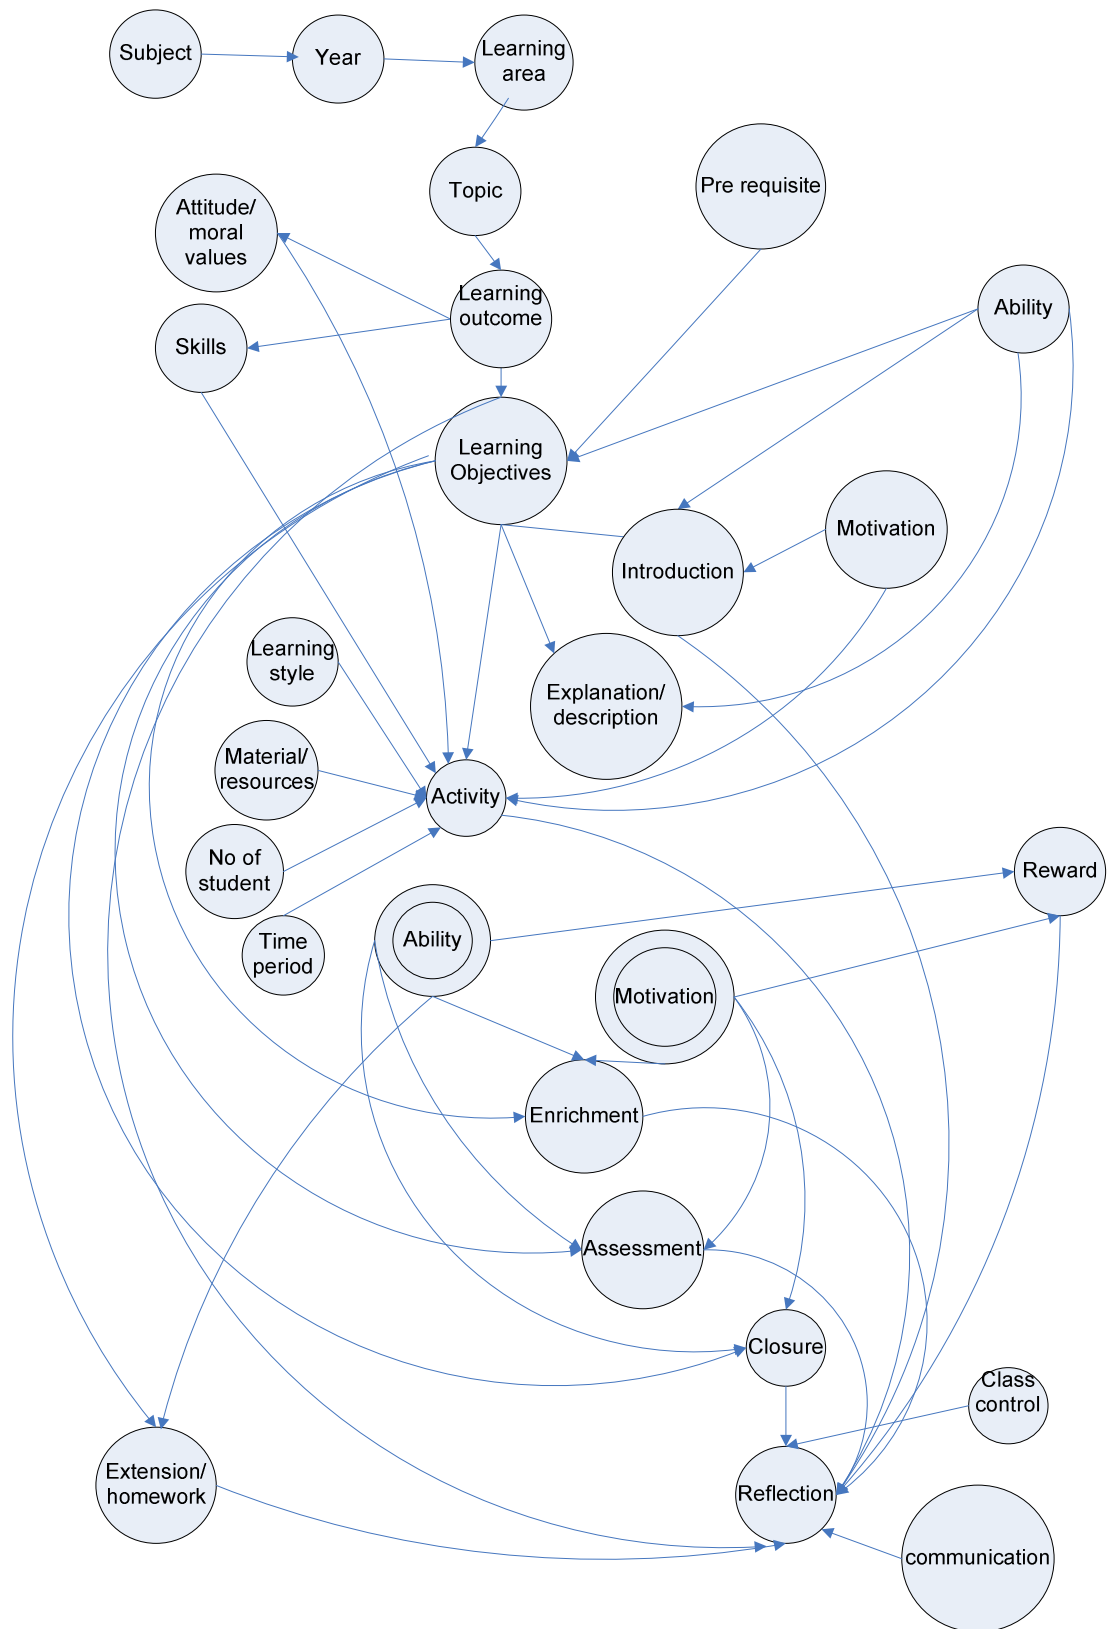 Subject
Year
Learning
area
Topic
Pre requisite
Attitude/
moral
values
Learning
outcome
Ability
Skills
Learning
Objectives
Motivation
Introduction
Learning
style
Explanation/
description
Material/
resources
Activity
No of
student
Reward
Time
period
Ability
Motivation
Enrichment
Assessment
Closure
Class
control
Extension/
homework
Reflection
communication